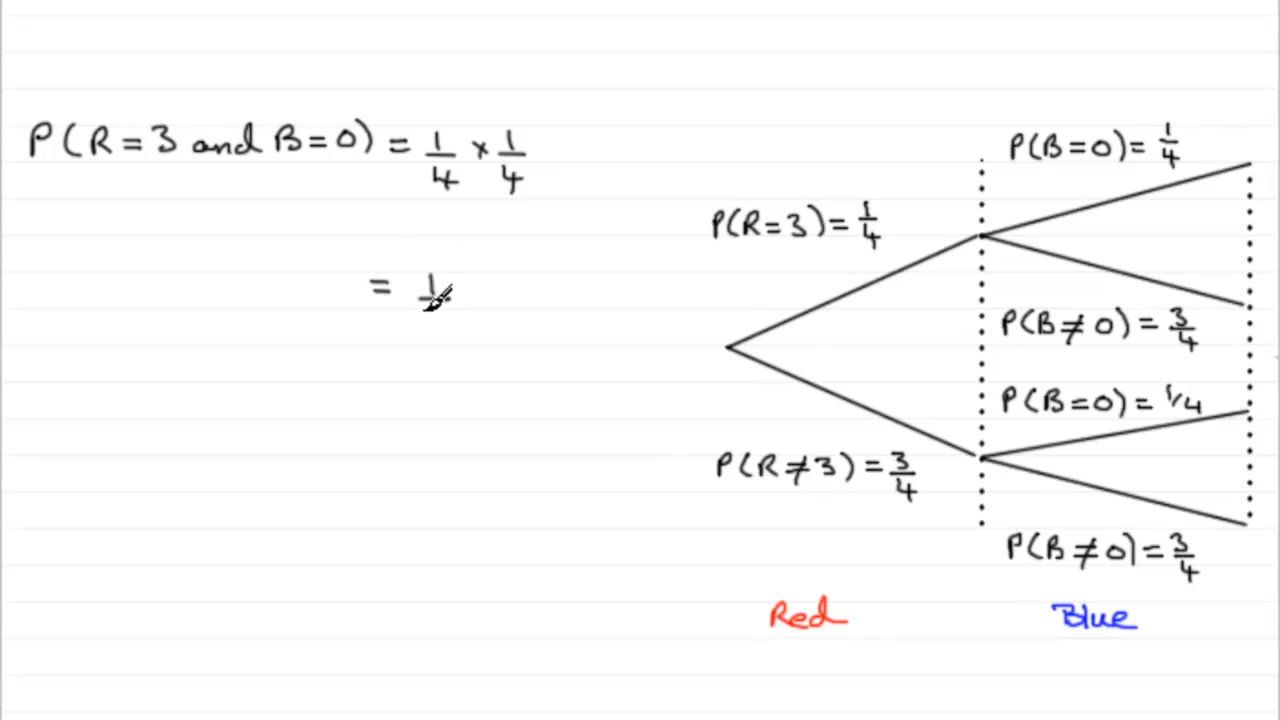 P(R=3 and B=0) = 1/4 × 1/4
= 1
P(B=0) = 1/4
P(R=3) = 1/4
P(B≠0) = 3/4
P(B=0) = 1/4
P(R≠3) = 3/4
P(B≠0) = 3/4
Red
Blue